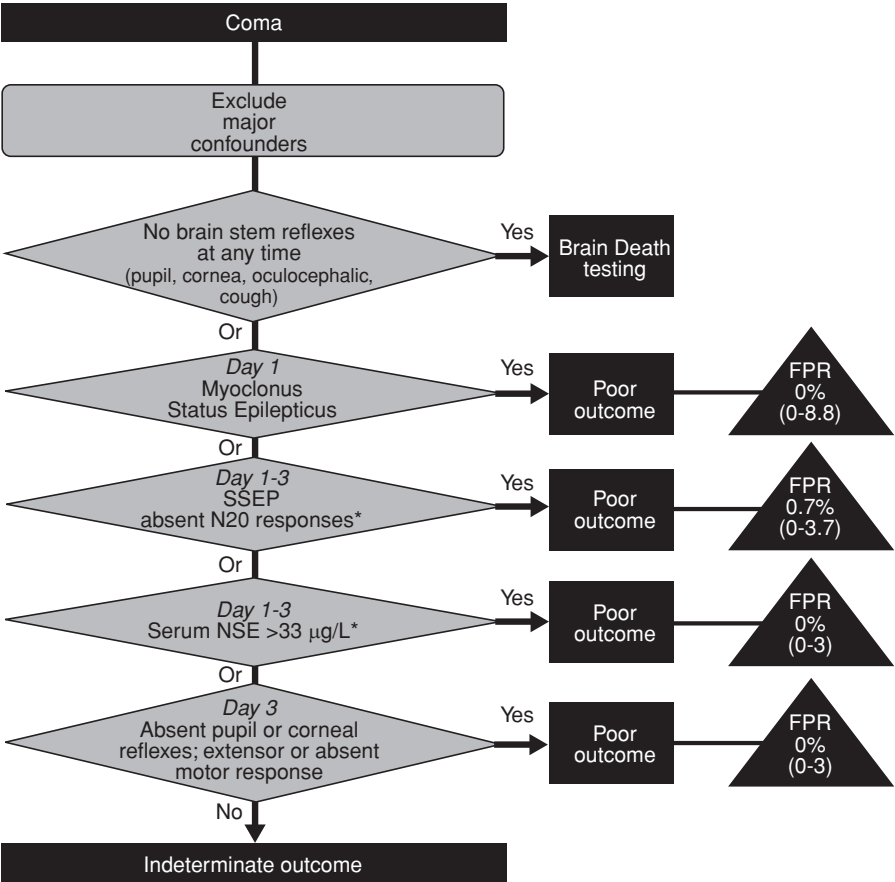 Coma
Exclude
major
confounders
No brain stem reflexes
at any time
(pupil, cornea, oculocephalic,
cough)
Yes
Brain Death
testing
Or
Day 1
Myoclonus
Status Epilepticus
Yes
Poor
outcome
FPR
0%
(0-8.8)
Or
Day 1-3
SSEP
absent N20 responses*
Yes
Poor
outcome
FPR
0.7%
(0-3.7)
Or
Day 1-3
Serum NSE >33 μg/L*
Yes
Poor
outcome
FPR
0%
(0-3)
Or
Day 3
Absent pupil or corneal
reflexes; extensor or absent
motor response
Yes
Poor
outcome
FPR
0%
(0-3)
No
Indeterminate outcome